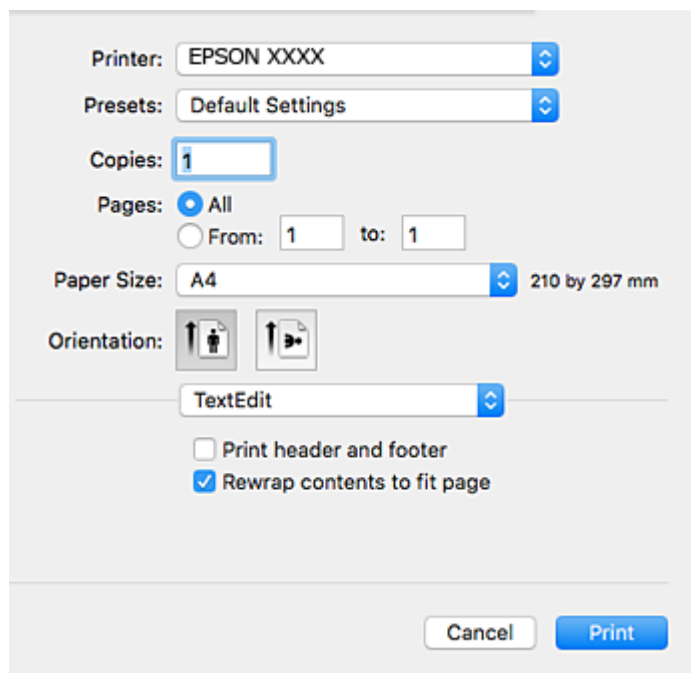 Printer: EPSON XXXX
Presets: Default Settings
Copies: 1
Pages: All
From: 1 to: 1
Paper Size: A4 210 by 297 mm
Orientation:
TextEdit
Print header and footer
Rewrap contents to fit page
Cancel Print